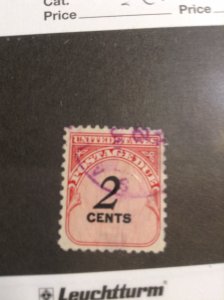 Cat.
Price Price
UNITED STATES
POSTAGE DUE
2
CENTS
Leuchtturm